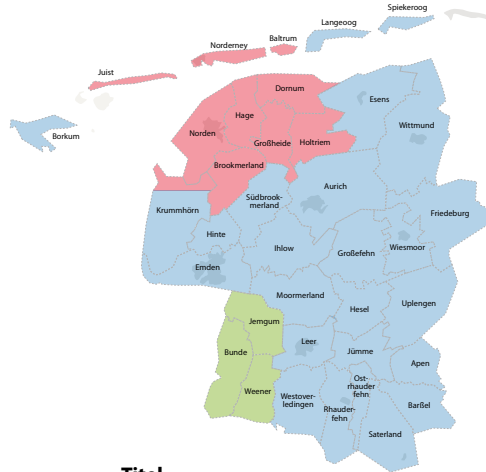 Spiekeroog
Langeoog
Baltrum
Norderney
Juist
Borkum
Dornum
Esens
Hage
Wittmund
Norden
Großheide
Holtriem
Brookmerland
Aurich
Südbrook-
merland
Krummhörn
Friedeburg
Hinte
Ihlow
Großefehn
Wiesmoor
Emden
Moormerland
Hesel
Uplengen
Jemgum
Leer
Bunde
Jümme
Apen
Weener
Ost-
rhauder
fehn
Westover-
ledingen
Rhauder-
fehn
Barßel
Saterland